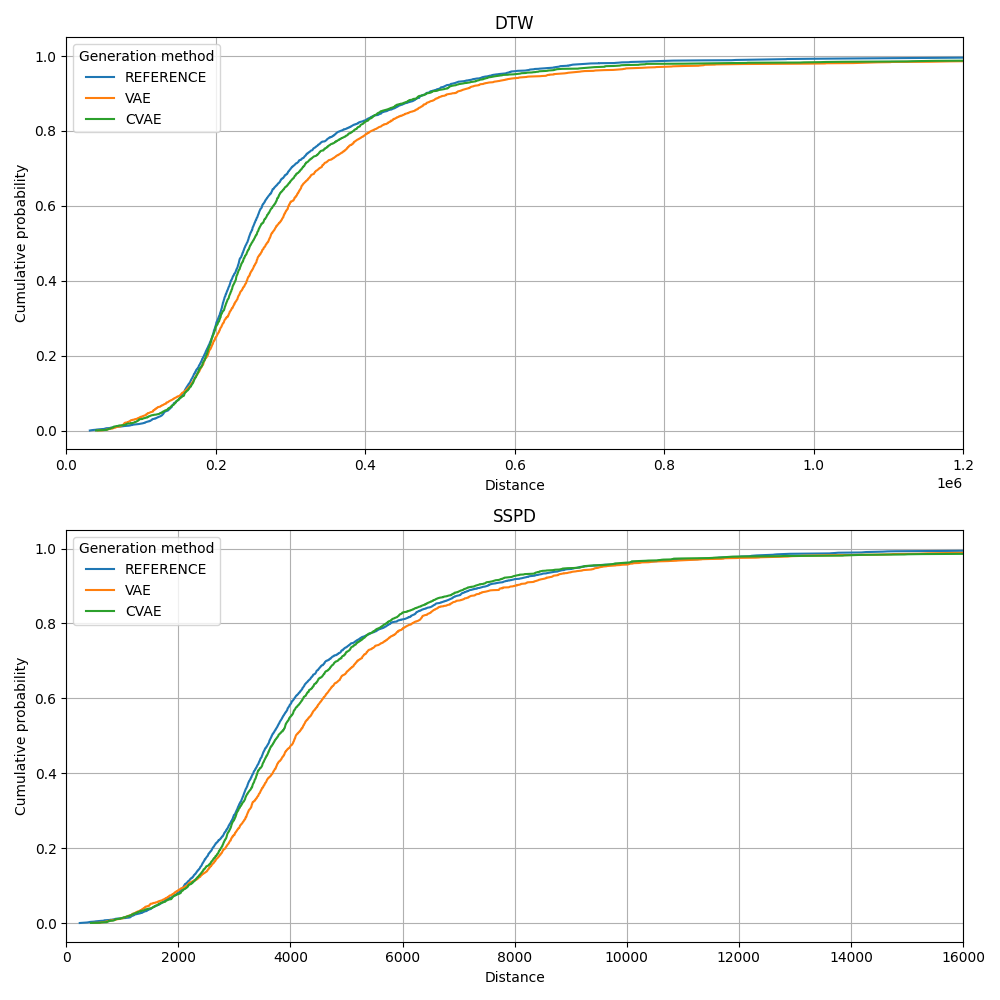 DTW
Generation method
REFERENCE
VAE
CVAE
Cumulative probability
1.0
0.8
0.6
0.4
0.2
0.0
0.0 0.2 0.4 0.6 0.8 1.0 1.2
1e6
Distance
SSPD
Generation method
REFERENCE
VAE
CVAE
Cumulative probability
1.0
0.8
0.6
0.4
0.2
0.0
0 2000 4000 6000 8000 10000 12000 14000 16000
Distance